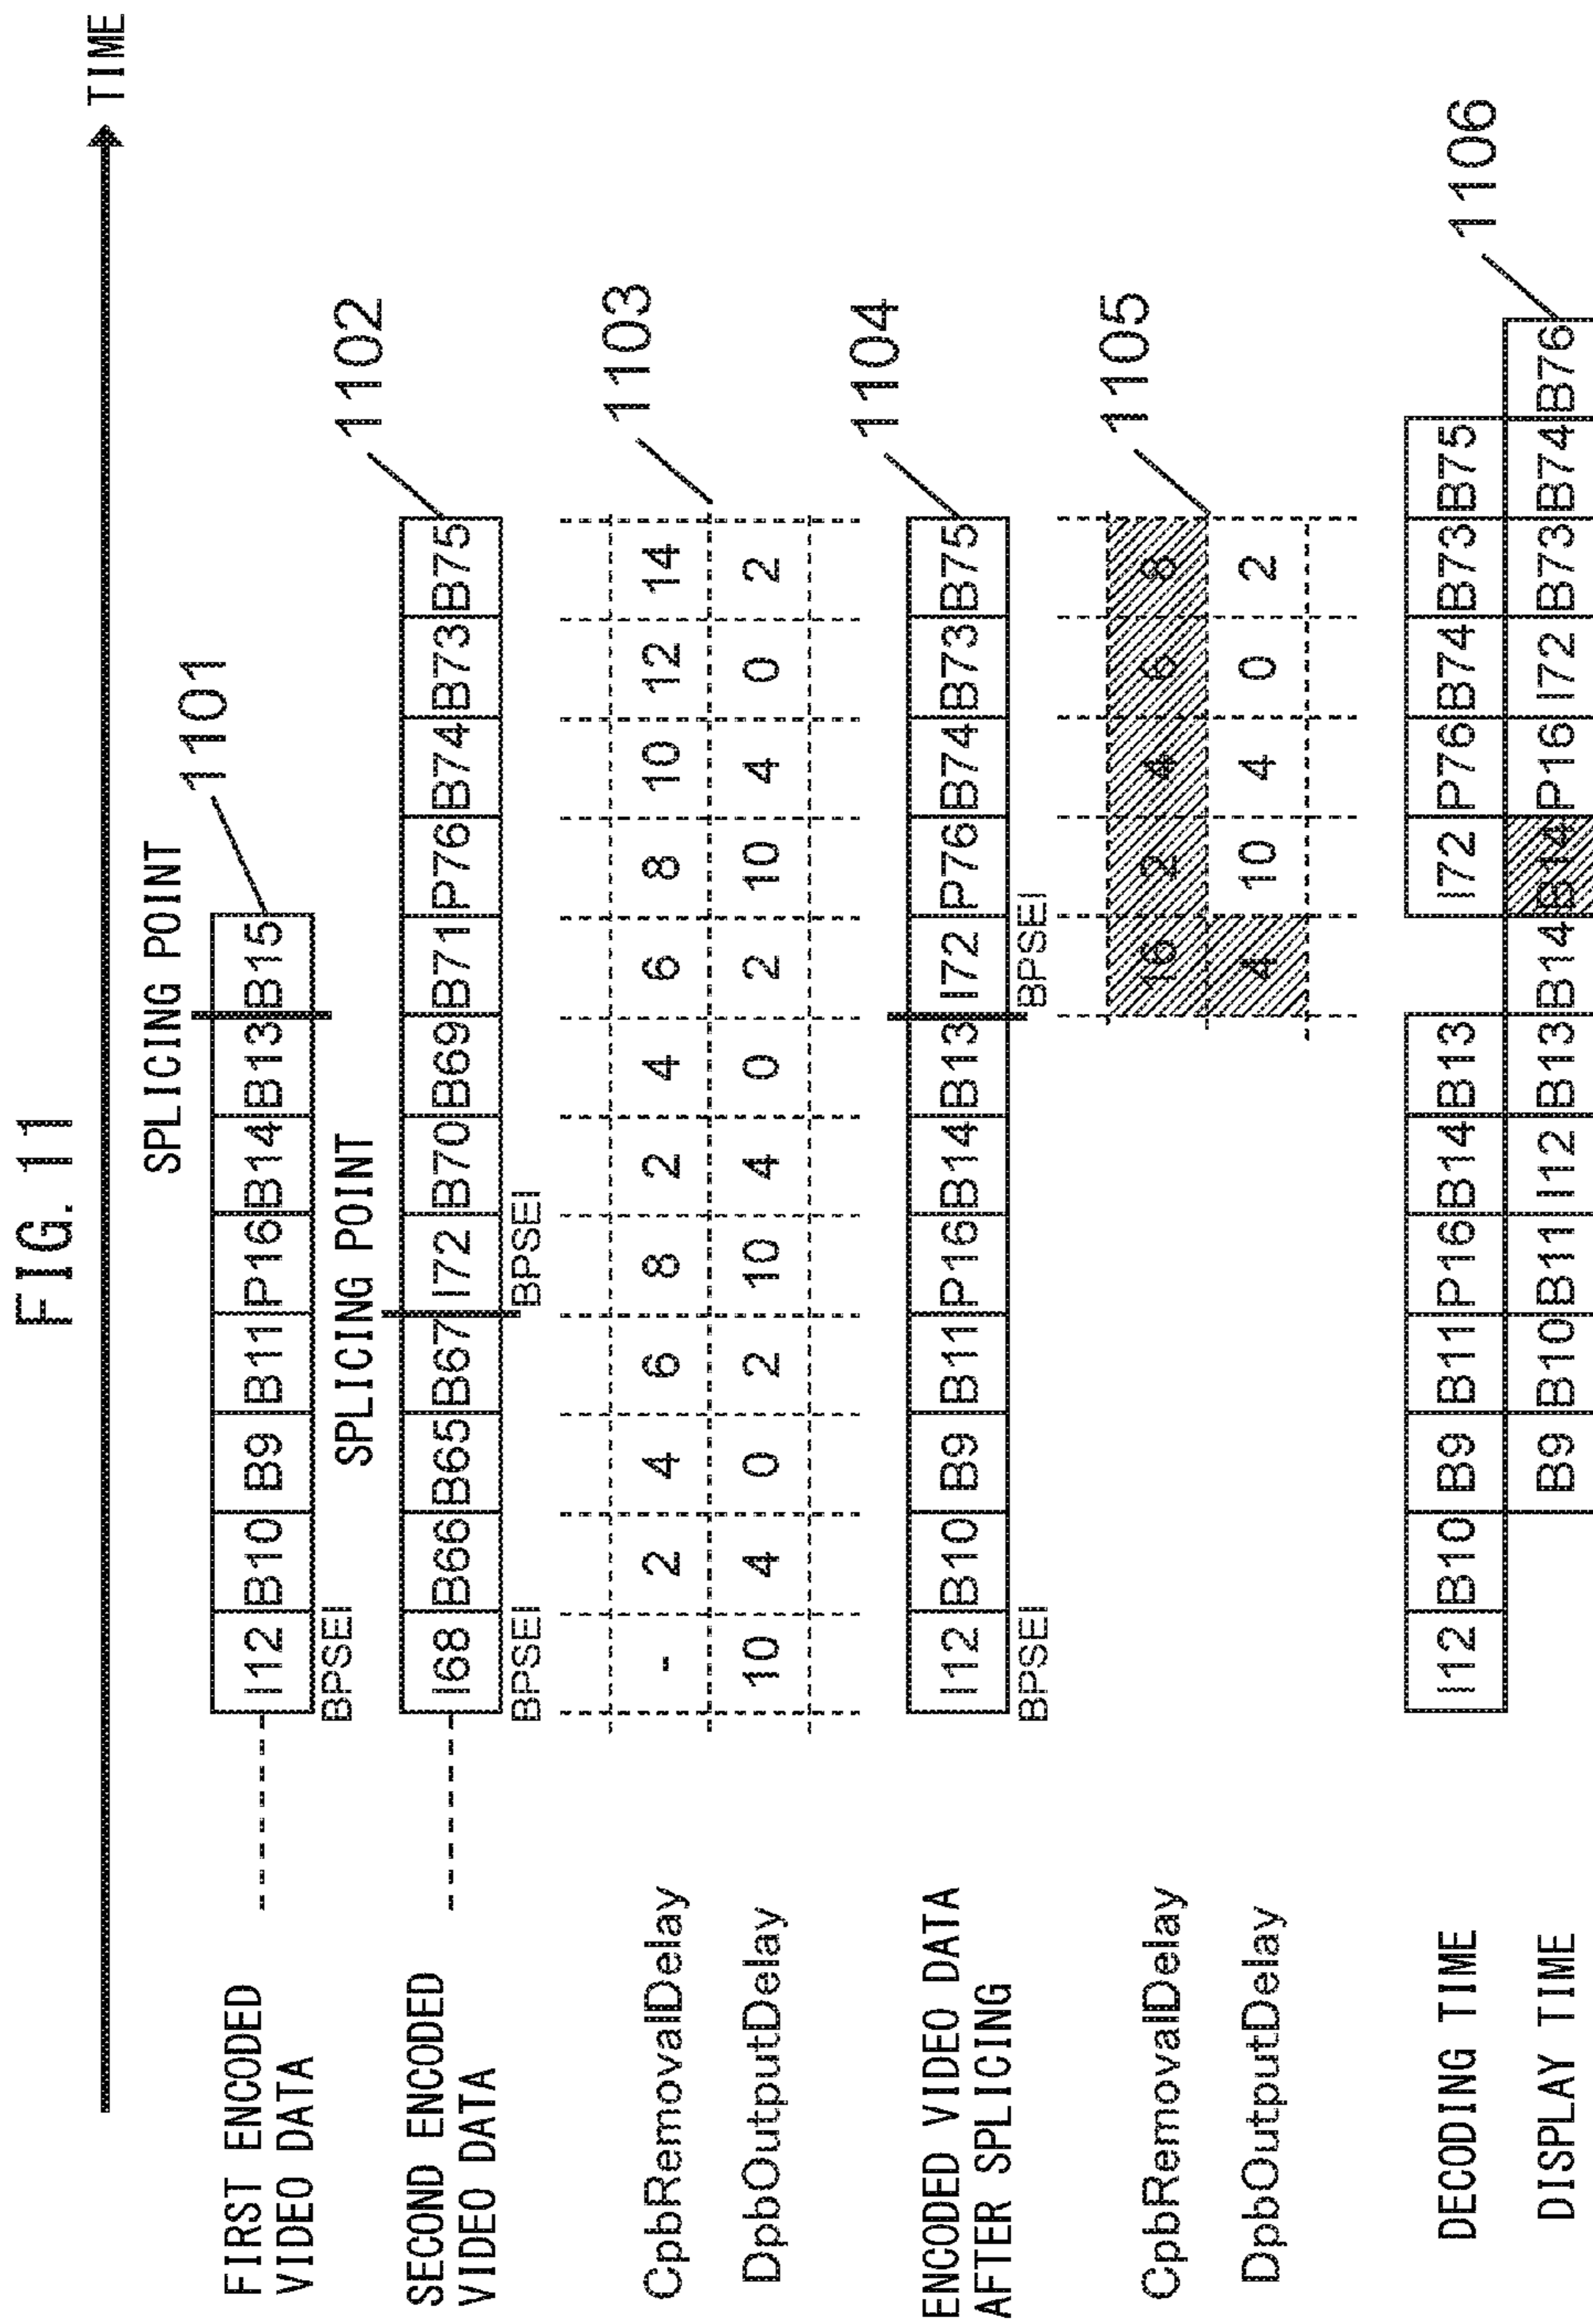 FIG. 11
TIME
SPLICING POINT
1101
FIRST ENCODED
VIDEO DATA
I12 B10 B9 B11 P16 B14 B13 B15
BPSEI
SPLICING POINT
1102
SECOND ENCODED
VIDEO DATA
I68 B66 B65 B67 I72 B70 B69 B71 P76 B74 B73 B75
BPSEI BPSEI
1103
CpbRemovalDelay - 2 4 6 8 2 4 6 8 10 12 14
DpbOutputDelay 10 4 0 2 10 4 0 2 10 4 0 2
1104
ENCODED VIDEO DATA
AFTER SPLICING
I12 B10 B9 B11 P16 B14 B13 I72 P76 B74 B73 B75
BPSEI BPSEI
1105
CpbRemovalDelay 16 2 4 6 8
DpbOutputDelay 4 10 4 0 2
1106
DECODING TIME I12 B10 B9 B11 P16 B14 B13 I72 P76 B74 B73 B75
DISPLAY TIME B9 B10 B11 I12 B13 B14 B14 P16 I72 B73 B74 B76